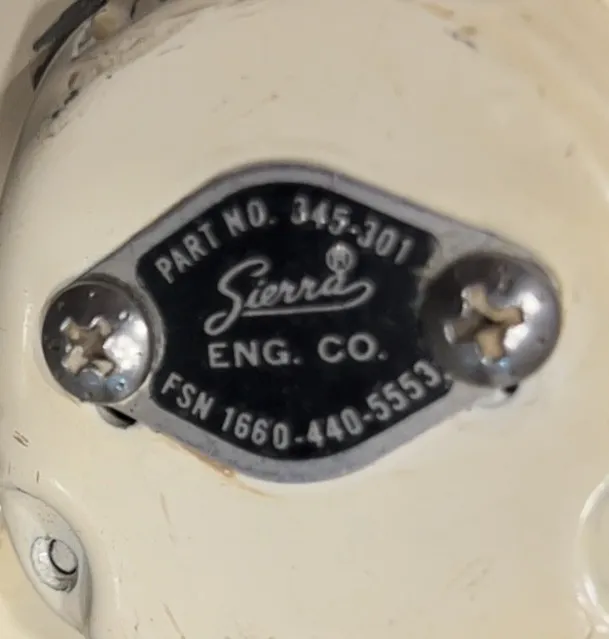 PART NO. 345-301
Sierra®
ENG. CO.
FSN 1660-440-5553